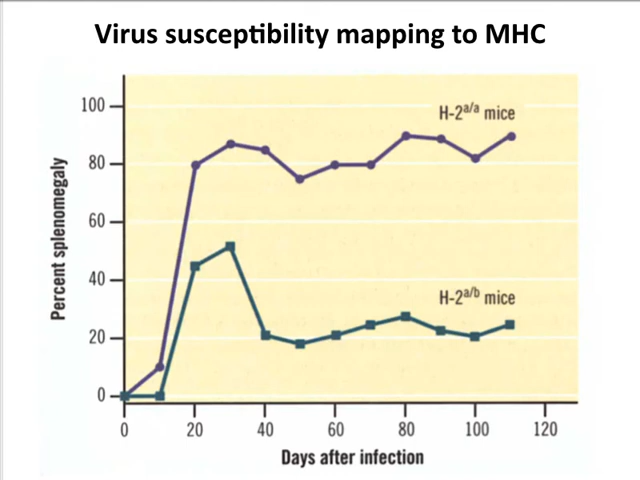 Virus susceptibility mapping to MHC
100
80
60
40
20
0
Percent splenomegaly
H-2a/a mice
H-2a/b mice
0 20 40 60 80 100 120
Days after infection